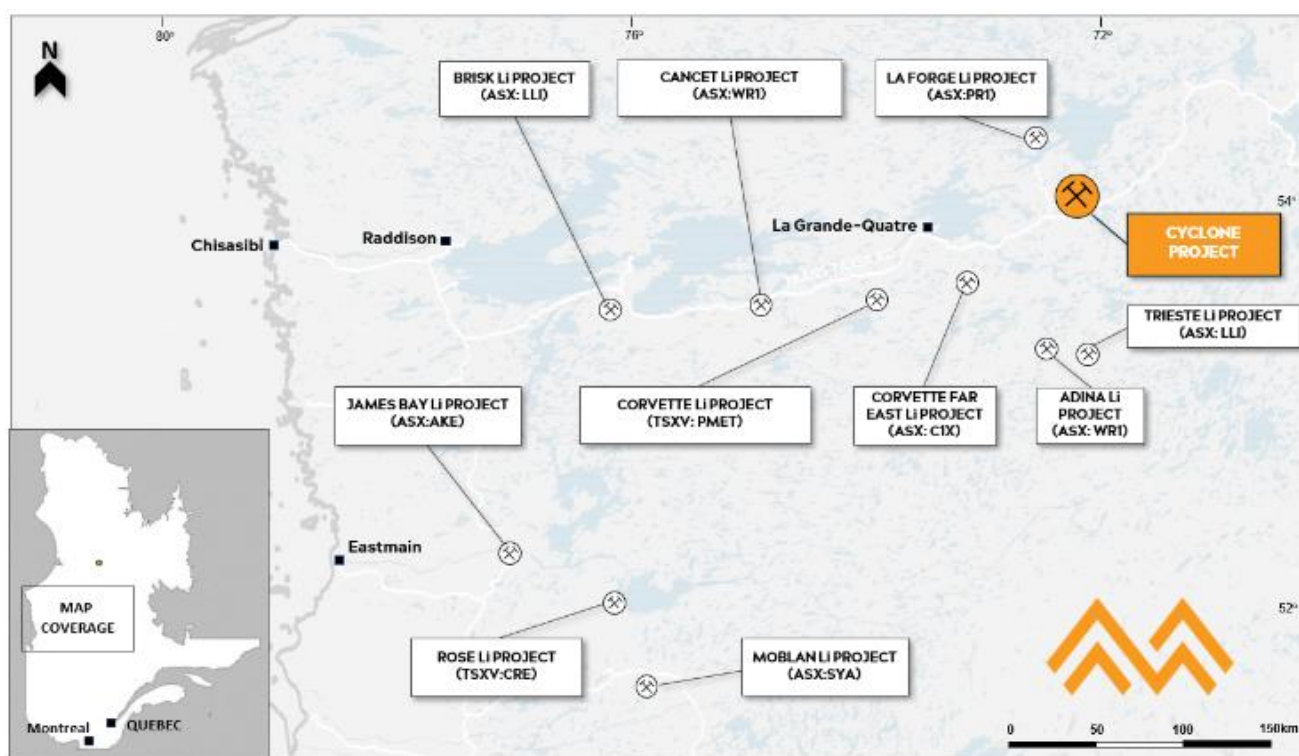 80°
76°
72°
N
BRISK Li PROJECT
(ASX: LLI)
CANCET Li PROJECT
(ASX:WR1)
LA FORGE Li PROJECT
(ASX:PR1)
54°
Chisasibi
Raddison
La Grande-Quatre
CYCLONE
PROJECT
TRIESTE Li PROJECT
(ASX: LLI)
JAMES BAY Li PROJECT
(ASX:AKE)
CORVETTE Li PROJECT
(TSXV: PMET)
CORVETTE FAR
EAST Li PROJECT
(ASX: C1X)
ADINA Li
PROJECT
(ASX: WR1)
Eastmain
MAP
COVERAGE
52°
ROSE Li PROJECT
(TSXV:CRE)
MOBLAN Li PROJECT
(ASX:SYA)
Montreal
QUEBEC
0 50 100 150km